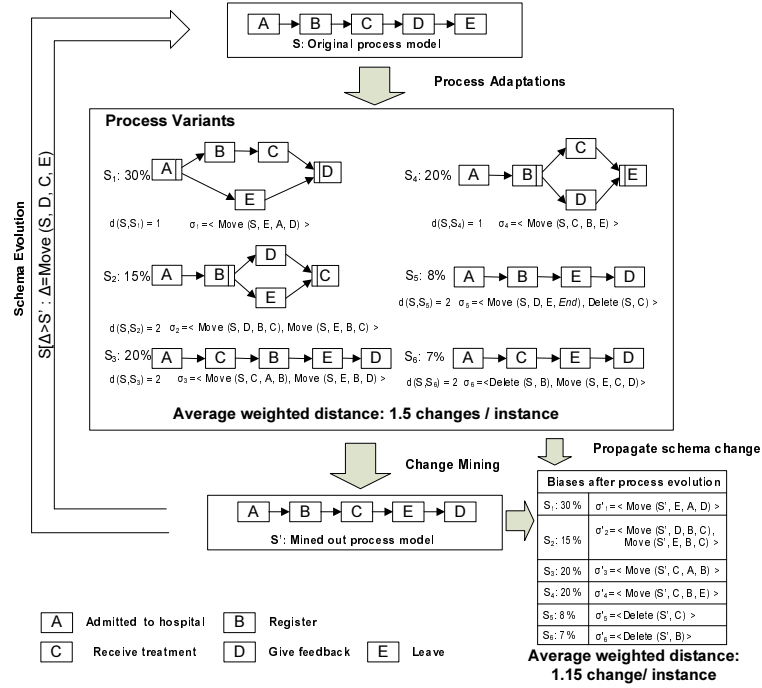 A B C D E
S: Original process model
Process Adaptations
Process Variants
S1: 30% A B C E D
d(S,S1) = 1 σ1=< Move (S, E, A, D) >
S4: 20% A B C D E
d(S,S4) = 1 σ4=< Move (S, C, B, E) >
S2: 15% A B D E C
d(S,S2) = 2 σ2=< Move (S, D, B, C), Move (S, E, B, C) >
S5: 8% A B E D
d(S,S5) = 2 σ5=< Move (S, D, E, End), Delete (S, C) >
S3: 20% A C B E D
d(S,S3) = 2 σ3=< Move (S, C, A, B), Move (S, E, B, D) >
S6: 7% A C E D
d(S,S6) = 2 σ6=<Delete (S, B), Move (S, E, C, D)>
Average weighted distance: 1.5 changes / instance
Schema Evolution
S[Δ>S' : Δ=Move (S, D, C, E)
Change Mining
Propagate schema change
A B C E D
S': Mined out process model
Biases after process evolution
S1: 30% σ'1=< Move (S', E, A, D) >
S2: 15% σ'2=< Move (S', D, B, C),
Move (S', E, B, C) >
S3: 20% σ'3=< Move (S', C, A, B) >
S4: 20% σ'4=< Move (S', C, B, E) >
S5: 8% σ'5=<Delete (S', C) >
S6: 7% σ'6=<Delete (S', B) >
Average weighted distance:
1.15 change/ instance
A Admitted to hospital B Register
C Receive treatment D Give feedback E Leave